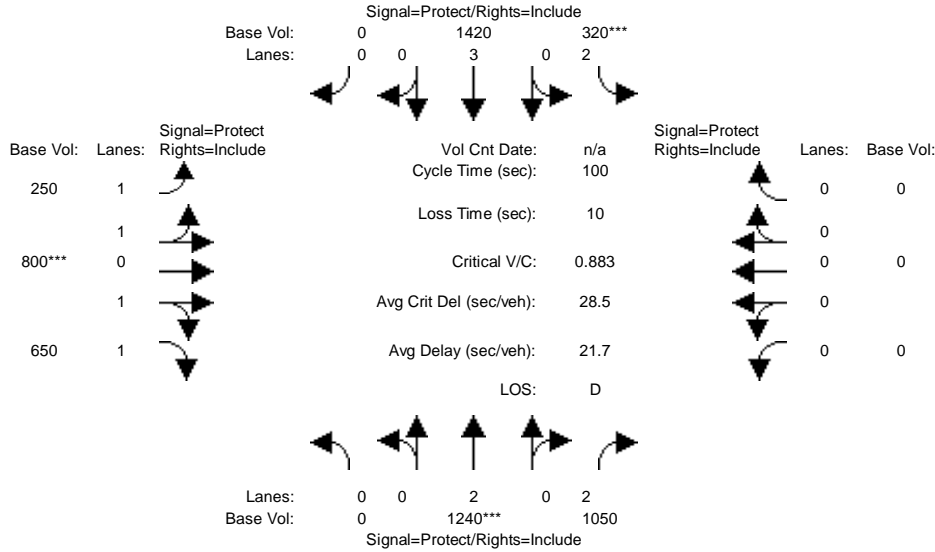 Signal=Protect/Rights=Include
Base Vol: 0 1420 320***
Lanes: 0 0 3 0 2
Signal=Protect
Base Vol: Lanes: Rights=Include
Vol Cnt Date: n/a
Signal=Protect
Rights=Include Lanes: Base Vol:
Cycle Time (sec): 100
250 1
0 0
Loss Time (sec): 10
1
0
800*** 0
Critical V/C: 0.883
0 0
1
Avg Crit Del (sec/veh): 28.5
0
650 1
Avg Delay (sec/veh): 21.7
0 0
LOS: D
Lanes: 0 0 2 0 2
Base Vol: 0 1240*** 1050
Signal=Protect/Rights=Include